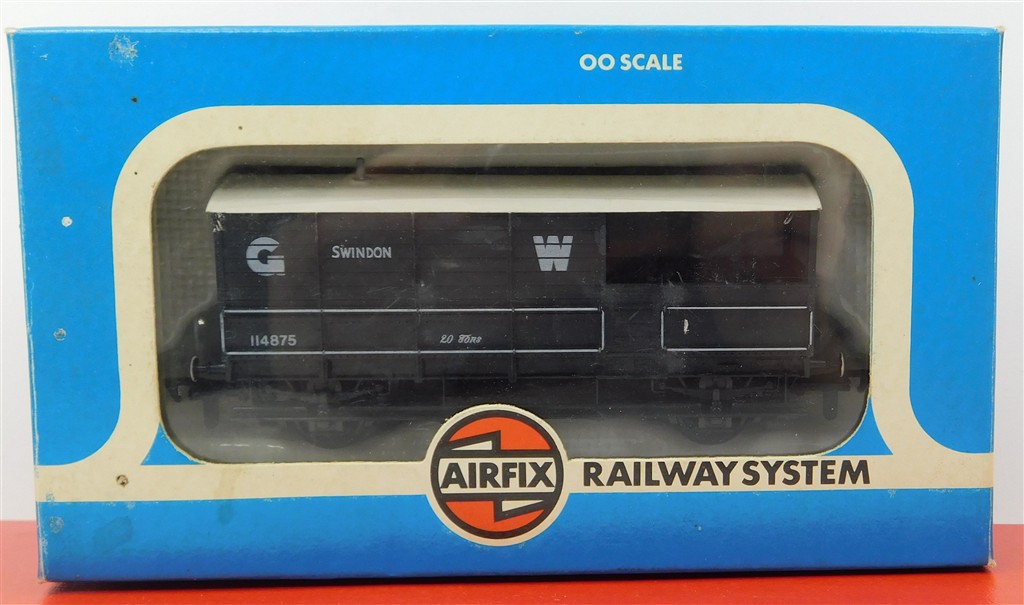 OO SCALE
G SWINDON W
114875 20 Tons
AIRFIX RAILWAY SYSTEM